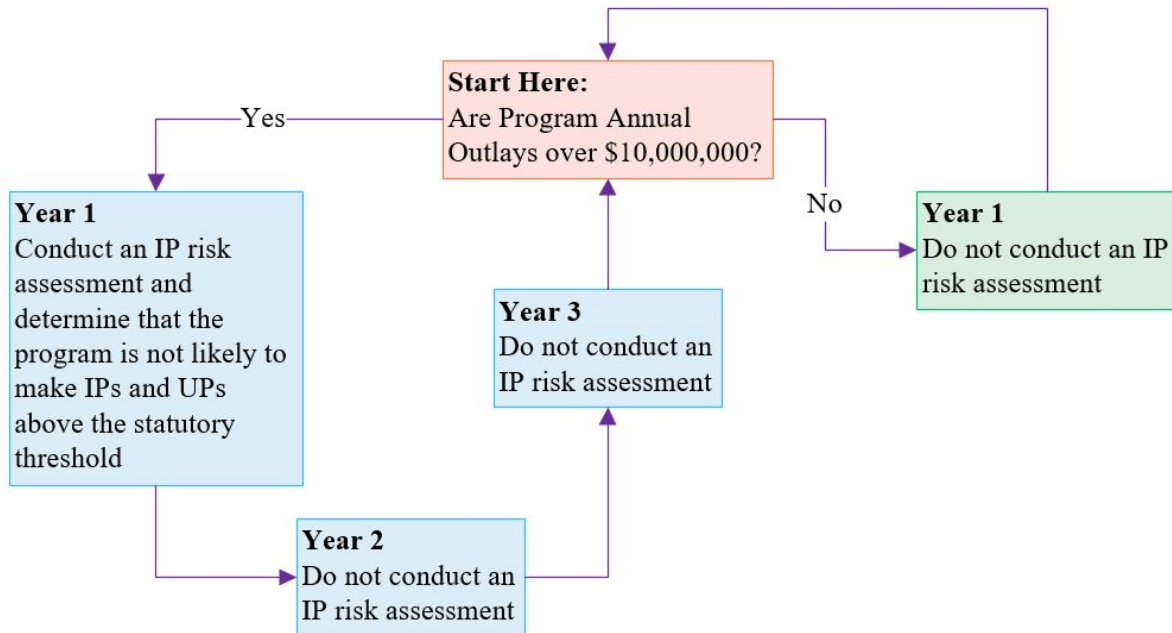 Start Here:
Are Program Annual
Outlays over $10,000,000?
Yes
No
Year 1
Conduct an IP risk
assessment and
determine that the
program is not likely to
make IPs and UPs
above the statutory
threshold
Year 2
Do not conduct an
IP risk assessment
Year 3
Do not conduct an
IP risk assessment
Year 1
Do not conduct an IP
risk assessment